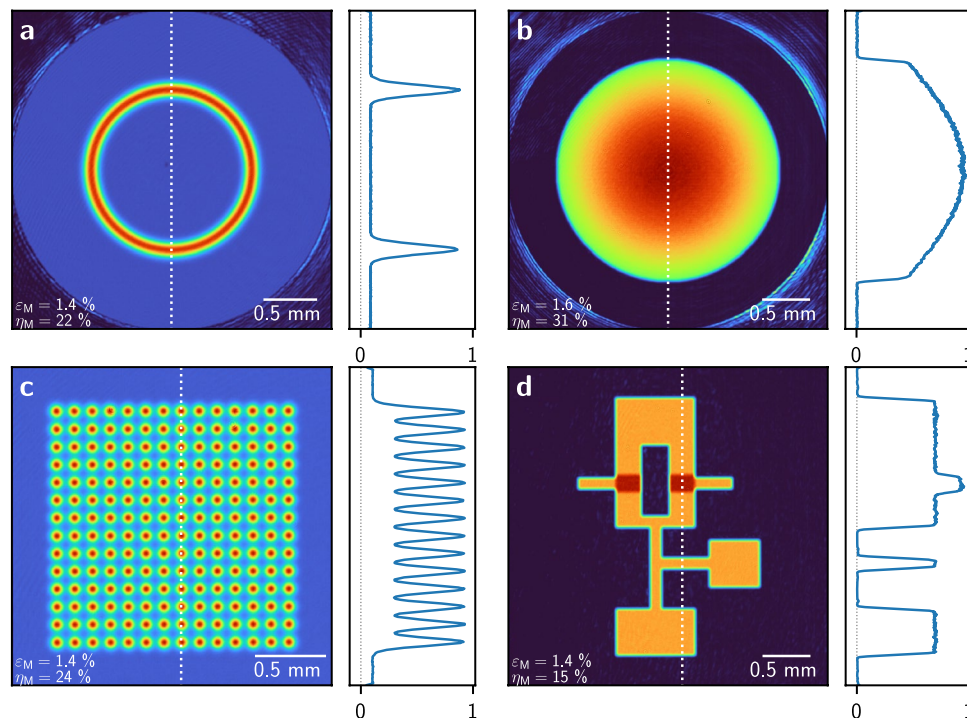 a
ε_M = 1.4 %
η_M = 22 %
0.5 mm
0 1
b
ε_M = 1.6 %
η_M = 31 %
0.5 mm
0 1
c
ε_M = 1.4 %
η_M = 24 %
0.5 mm
0 1
d
ε_M = 1.4 %
η_M = 15 %
0.5 mm
0 1